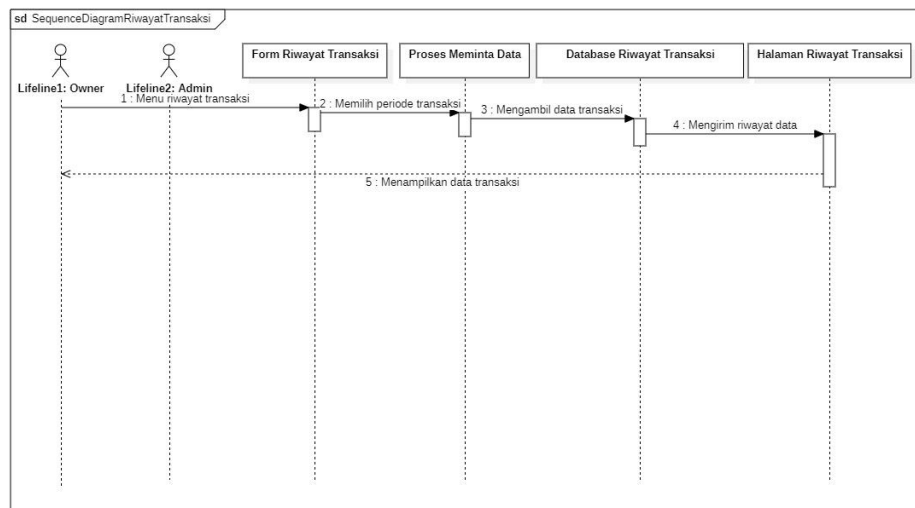 sd SequenceDiagramRiwayatTransaksi
Form Riwayat Transaksi
Proses Meminta Data
Database Riwayat Transaksi
Halaman Riwayat Transaksi
Lifeline1: Owner
Lifeline2: Admin
1 : Menu riwayat transaksi
2 : Memilih periode transaksi
3 : Mengambil data transaksi
4 : Mengirim riwayat data
5 : Menampilkan data transaksi